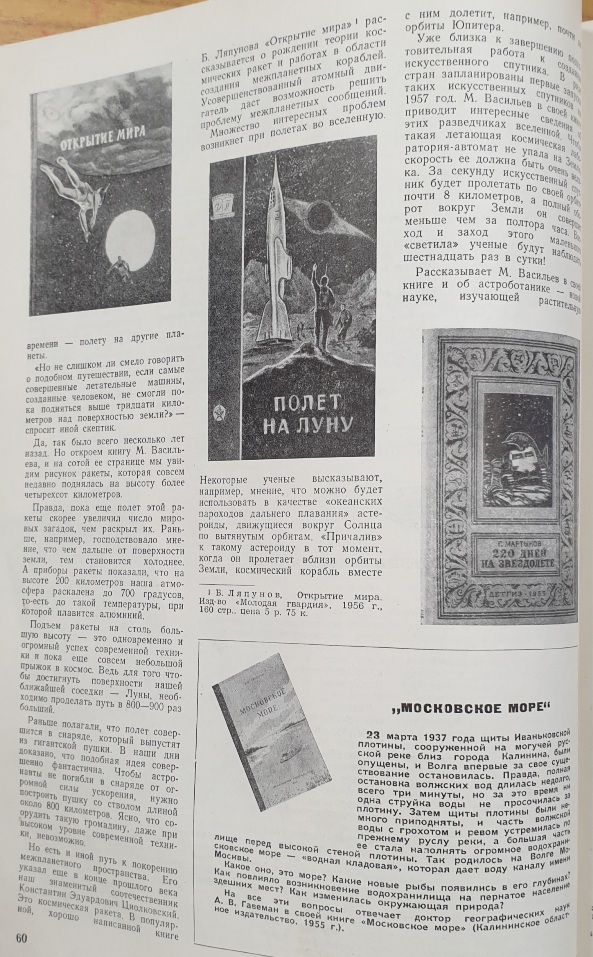 ОТКРЫТИЕ МИРА
времени — полету на другие пла-
неты.
«Но не слишком ли смело говорить
о подобном путешествии, если самые
совершенные летательные машины,
созданные человеком, не смогли по-
ка подняться выше тридцати кило-
метров над поверхностью земли?» —
спросит иной скептик.
Да, так было всего несколько лет
назад. Но откроем книгу М. Василь-
ева, и на сотой ее странице мы уви-
дим рисунок ракеты, которая совсем
недавно поднялась на высоту более
четырехсот километров.
Правда, пока еще полет этой ра-
кеты скорее увеличил число миро-
вых загадок, чем раскрыл их. Рань-
ше, например, господствовало мне-
ние, что чем дальше от поверхности
земли, тем становится холоднее.
А приборы ракеты показали, что на
высоте 200 километров наша атмо-
сфера раскалена до 700 градусов,
то-есть до такой температуры, при
которой плавится алюминий.
Подъем ракеты на столь боль-
шую высоту — это одновременно и
огромный успех современной техни-
ки и пока еще совсем небольшой
прыжок в космос. Ведь для того что-
бы достигнуть поверхности нашей
ближайшей соседки — Луны, необ-
ходимо проделать путь в 800—900 раз
больший.
Раньше полагали, что полет совер-
шится в снаряде, который выпустят
из гигантской пушки. В наши дни
доказано, что подобная идея совер-
шенно фантастична. Чтобы астро-
навты не погибли в снаряде от ог-
ромной силы ускорения, нужно
построить пушку со стволом длиной
около 800 километров. Ясно, что со-
орудить такую громадину, даже при
высоком уровне современной техни-
ки, невозможно.
Но есть и иной путь к покорению
межпланетного пространства. Его
указал еще в конце прошлого века
наш знаменитый соотечественник
Константин Эдуардович Циолковский.
Это космическая ракета. В популяр-
ной, хорошо написанной книге
60
Б. Ляпунова «Открытие мира» ¹ рас-
сказывается о рождении теории кос-
мических ракет и работах в области
создания межпланетных кораблей.
Усовершенствованный атомный дви-
гатель даст возможность решить
проблему межпланетных сообщений.
Множество интересных проблем
возникнет при полетах во вселенную.
ПОЛЕТ
НА ЛУНУ
Некоторые ученые высказывают,
например, мнение, что можно будет
использовать в качестве «океанских
пароходов дальнего плавания» асте-
роиды, движущиеся вокруг Солнца
по вытянутым орбитам. «Причалив»
к такому астероиду в тот момент,
когда он пролетает вблизи орбиты
Земли, космический корабль вместе
¹ Б. Ляпунов, Открытие мира.
Изд-во «Молодая гвардия», 1956 г.,
160 стр., цена 3 р. 75 к.
с ним долетит, например, почти до
орбиты Юпитера.
Уже близка к завершению
товительная работа к
искусственного спутника. В
стран запланированы первые
таких искусственных спутников
1957 год. М. Васильев в своей
приводит интересные сведения
этих разведчиках вселенной. Чтобы
такая летающая космическая лабо-
ратория-автомат не упала на Землю,
скорость ее должна быть очень вели-
ка. За секунду искусственный спут-
ник будет пролетать по своей орбите
почти 8 километров, а полный обо-
рот вокруг Земли он совершит
меньше чем за полтора часа. Вос-
ход и заход этого маленького
«светила» ученые будут наблюдать
шестнадцать раз в сутки!
Рассказывает М. Васильев в своей
книге и об астроботанике —
науке, изучающей растительную
Г. МАРТЫНОВ
220 ДНЕЙ
НА ЗВЕЗДОЛЕТЕ
ДЕТГИЗ - 1955
МОСКОВСКОЕ
МОРЕ
„МОСКОВСКОЕ МОРЕ“
23 марта 1937 года щиты Иваньковской
плотины, сооруженной на могучей рус-
ской реке близ города Калинина, были
опущены, и Волга впервые за свое суще-
ствование остановилась. Правда, полная
остановка волжских вод длилась недолго,
всего три минуты, но за это время ни
одна струйка воды не просочилась за
плотину. Затем щиты плотины были не-
много приподняты, и часть волжской
воды с грохотом и ревом устремилась по
прежнему руслу реки, а большая часть
ее стала наполнять огромное водохрани-
лище перед высокой стеной плотины. Так родилось на Волге Мо-
сковское море — «водная кладовая», которая дает воду каналу имени
Москвы.
Какое оно, это море? Какие новые рыбы появились в его глубинах?
Как повлияло возникновение водохранилища на пернатое население
здешних мест? Как изменилась окружающая природа?
На все эти вопросы отвечает доктор географических наук
А. В. Гавеман в своей книге «Московское море» (Калининское област-
ное издательство, 1955 г.).